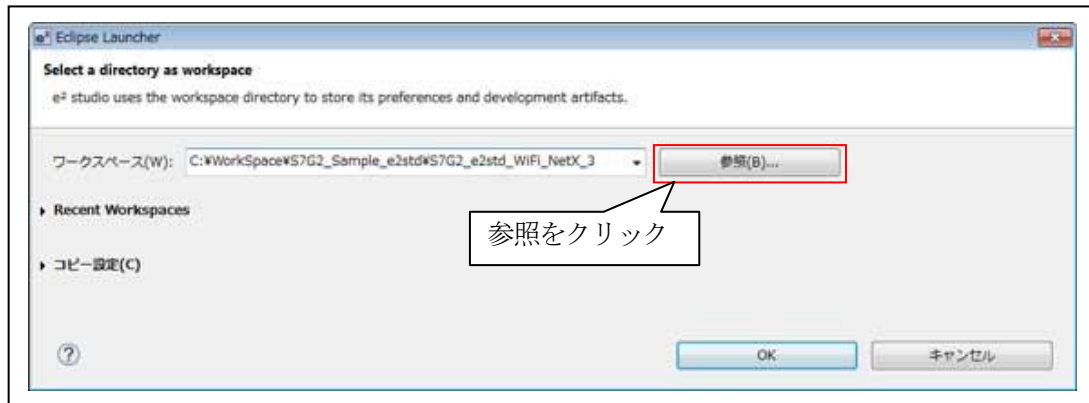 e² Eclipse Launcher
Select a directory as workspace
e² studio uses the workspace directory to store its preferences and development artifacts.
ワークスペース(W): C:¥WorkSpace¥S7G2_Sample_e2std¥S7G2_e2std_WiFi_NetX_3 参照(B)...
Recent Workspaces
参照をクリック
コピー設定(C)
? OK キャンセル